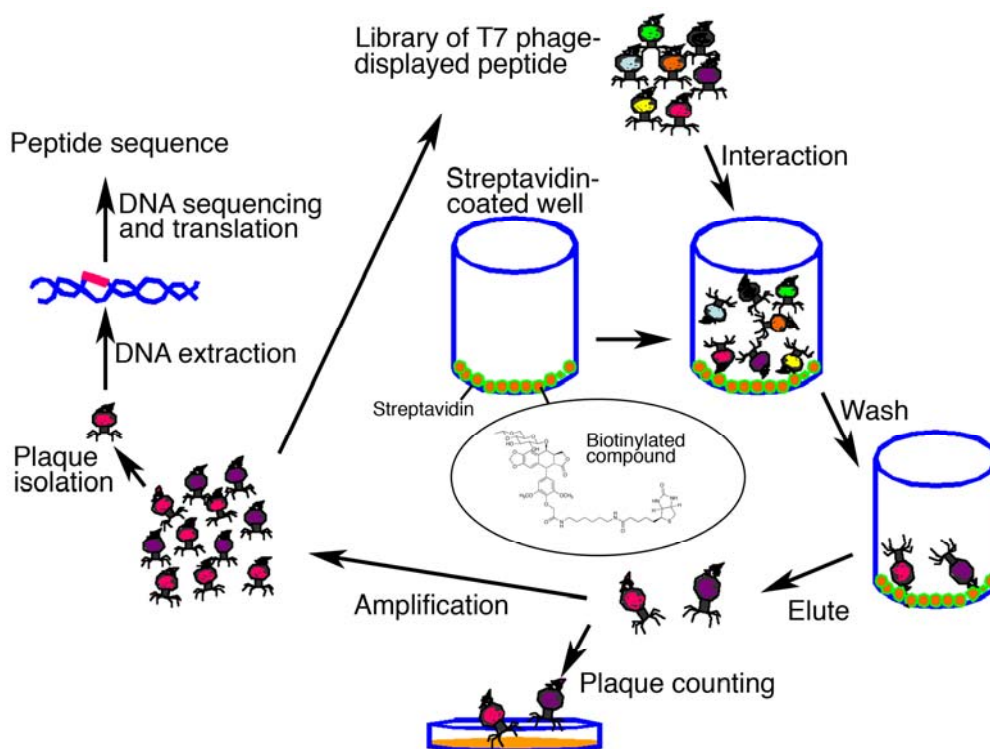 Library of T7 phage-
displayed peptide
Peptide sequence
Interaction
Streptavidin-
coated well
DNA sequencing
and translation
DNA extraction
Streptavidin
Wash
Biotinylated
compound
Plaque
isolation
Amplification
Elute
Plaque counting